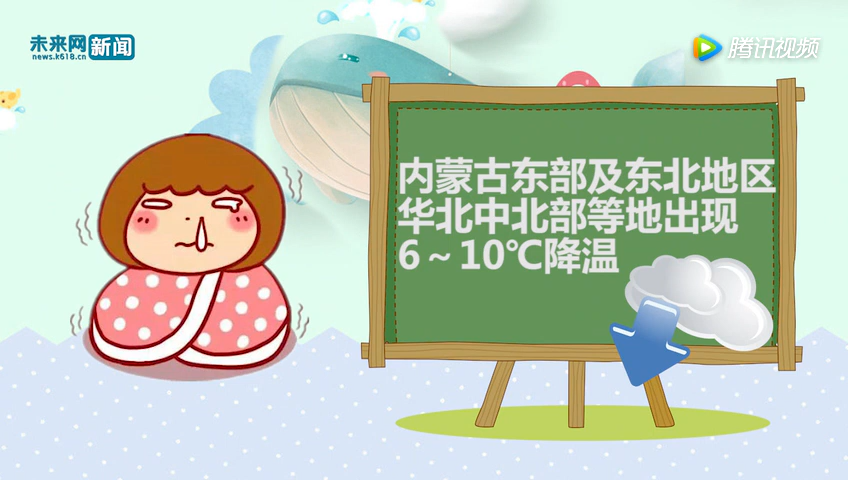 未来网 新闻
news.k618.cn
腾讯视频
内蒙古东部及东北地区
华北中北部等地出现
6～10℃降温